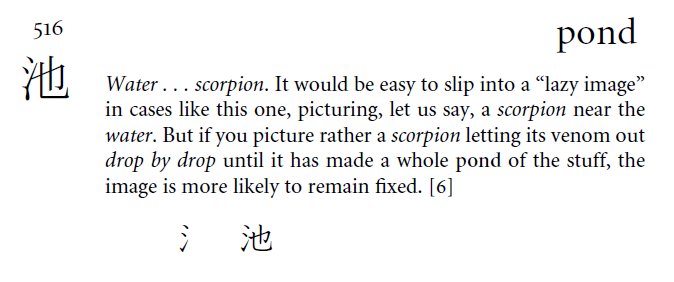 516
pond
池
Water . . . scorpion. It would be easy to slip into a “lazy image”
in cases like this one, picturing, let us say, a scorpion near the
water. But if you picture rather a scorpion letting its venom out
drop by drop until it has made a whole pond of the stuff, the
image is more likely to remain fixed. [6]
氵 池